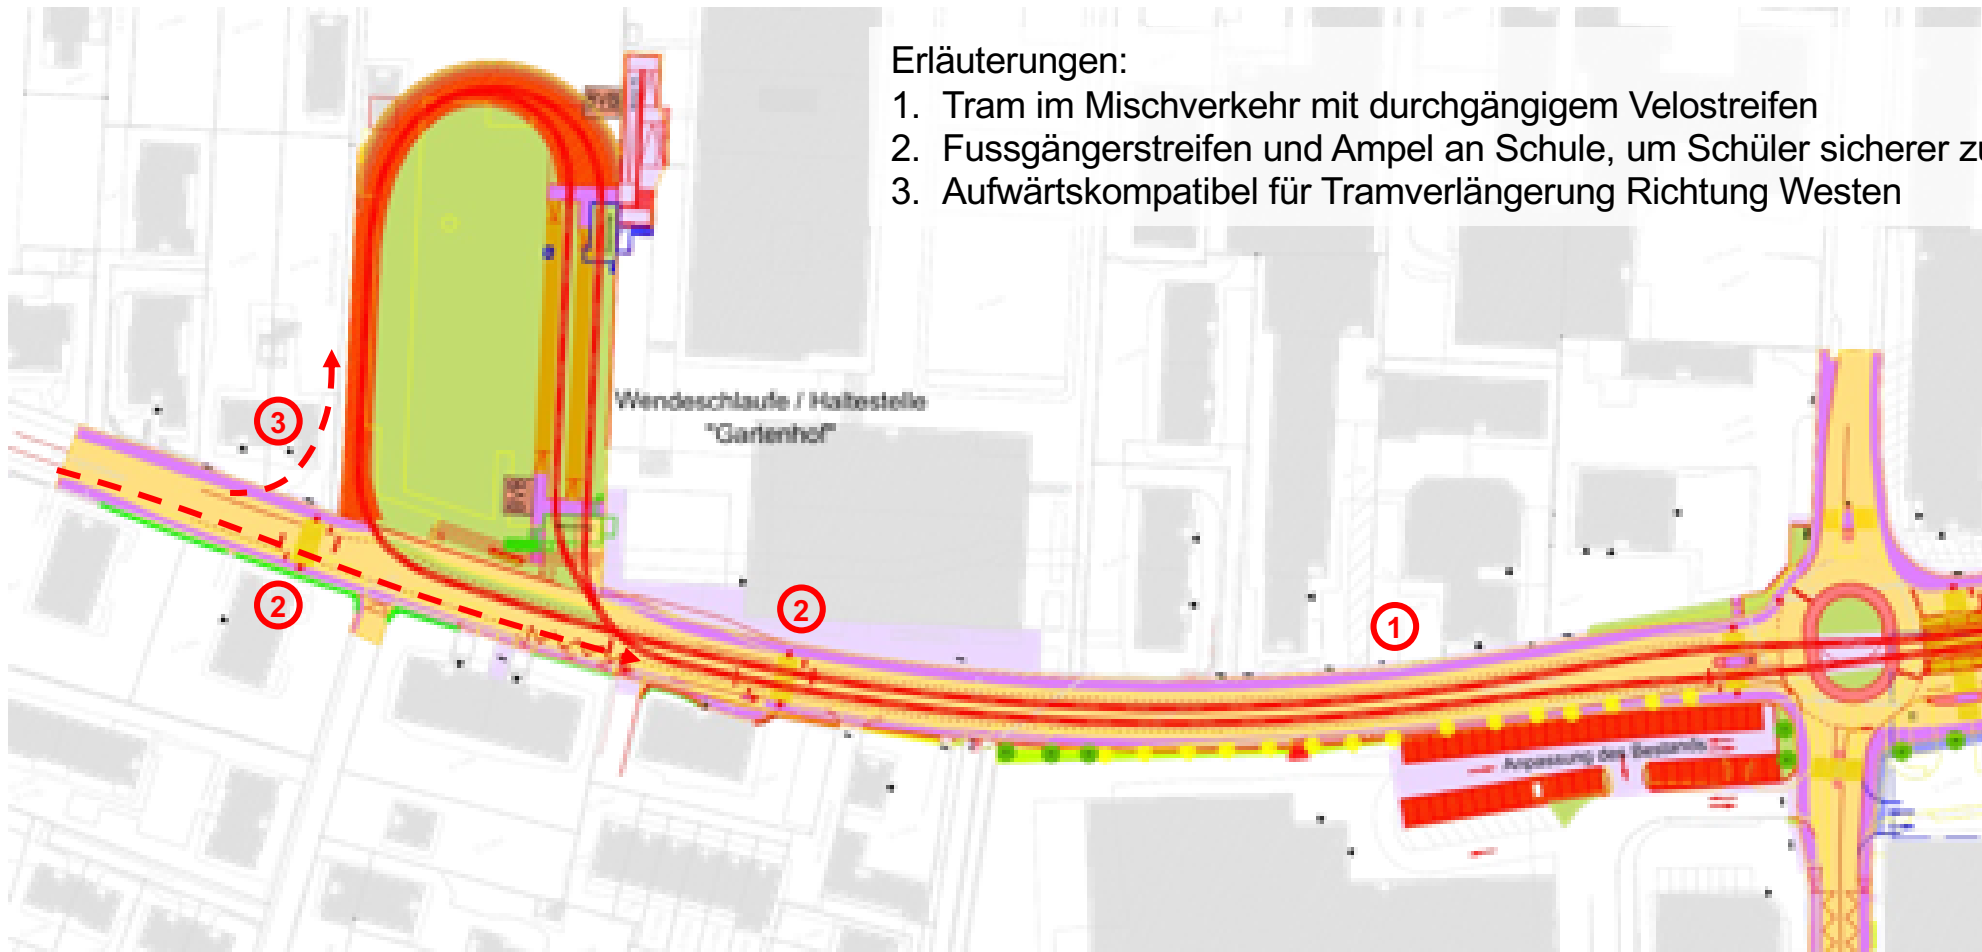 Erläuterungen:
1. Tram im Mischverkehr mit durchgängigem Velostreifen
2. Fussgängerstreifen und Ampel an Schule, um Schüler sicherer zu
3. Aufwärtskompatibel für Tramverlängerung Richtung Westen
Wendeschlaufe / Haltestelle
"Gartenhof"
3
2
2
1
Anpassung des Bestands